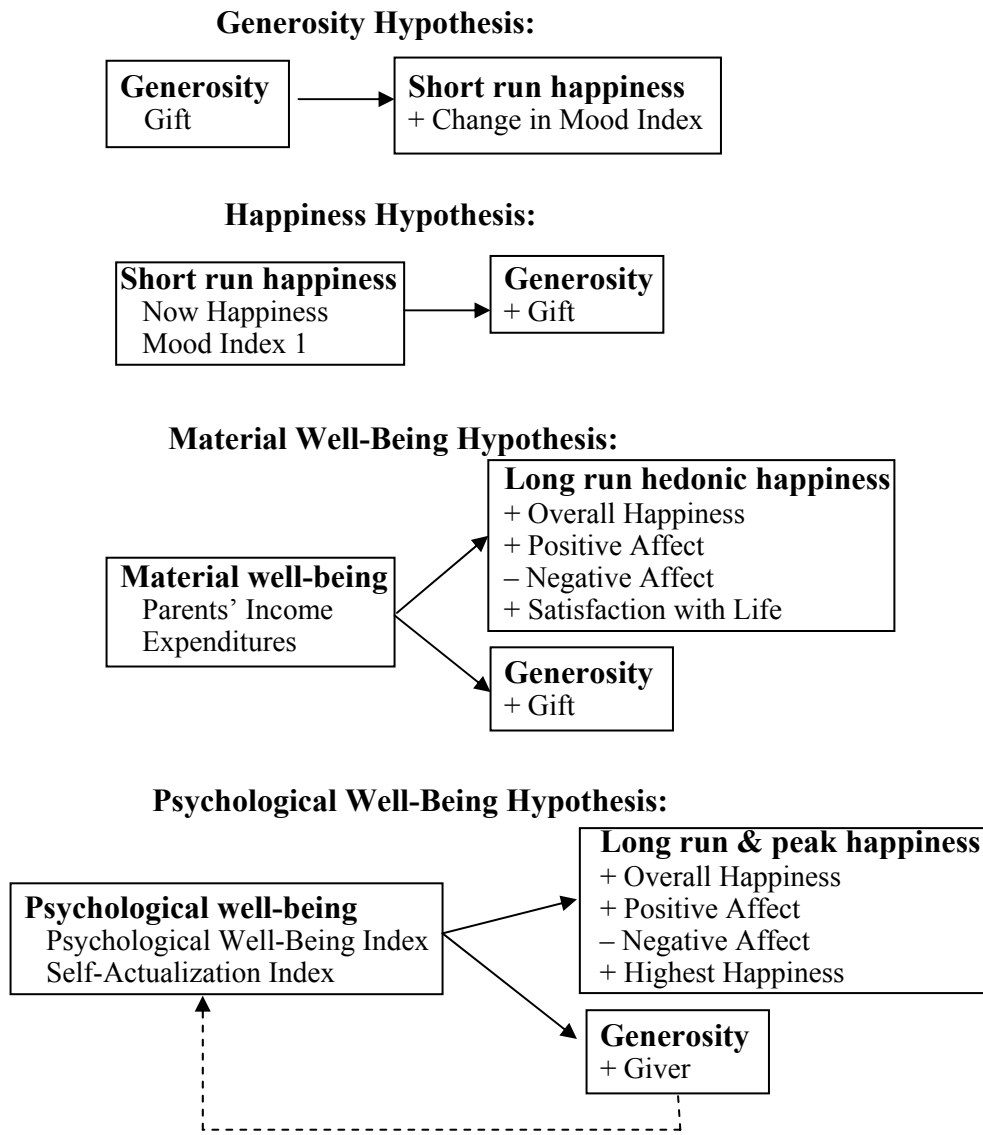 Generosity Hypothesis:
Generosity
Gift
Short run happiness
+ Change in Mood Index
Happiness Hypothesis:
Short run happiness
Now Happiness
Mood Index 1
Generosity
+ Gift
Material Well-Being Hypothesis:
Material well-being
Parents’ Income
Expenditures
Long run hedonic happiness
+ Overall Happiness
+ Positive Affect
– Negative Affect
+ Satisfaction with Life
Generosity
+ Gift
Psychological Well-Being Hypothesis:
Psychological well-being
Psychological Well-Being Index
Self-Actualization Index
Long run & peak happiness
+ Overall Happiness
+ Positive Affect
– Negative Affect
+ Highest Happiness
Generosity
+ Giver